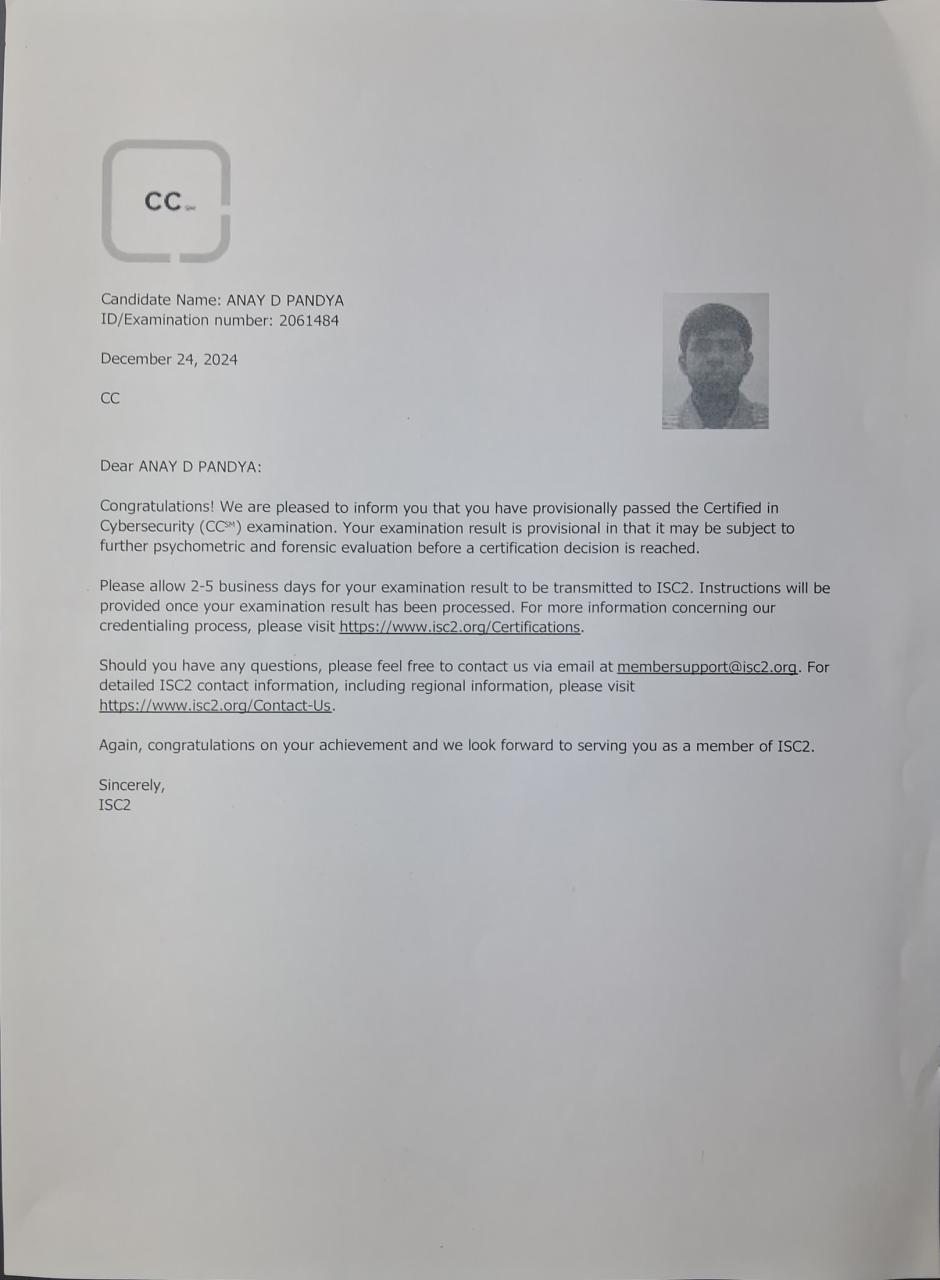 CC
Candidate Name: ANAY D PANDYA
ID/Examination number: 2061484
December 24, 2024
CC
Dear ANAY D PANDYA:
Congratulations! We are pleased to inform you that you have provisionally passed the Certified in
Cybersecurity (CC℠) examination. Your examination result is provisional in that it may be subject to
further psychometric and forensic evaluation before a certification decision is reached.
Please allow 2-5 business days for your examination result to be transmitted to ISC2. Instructions will be
provided once your examination result has been processed. For more information concerning our
credentialing process, please visit https://www.isc2.org/Certifications.
Should you have any questions, please feel free to contact us via email at membersupport@isc2.org. For
detailed ISC2 contact information, including regional information, please visit
https://www.isc2.org/Contact-Us.
Again, congratulations on your achievement and we look forward to serving you as a member of ISC2.
Sincerely,
ISC2